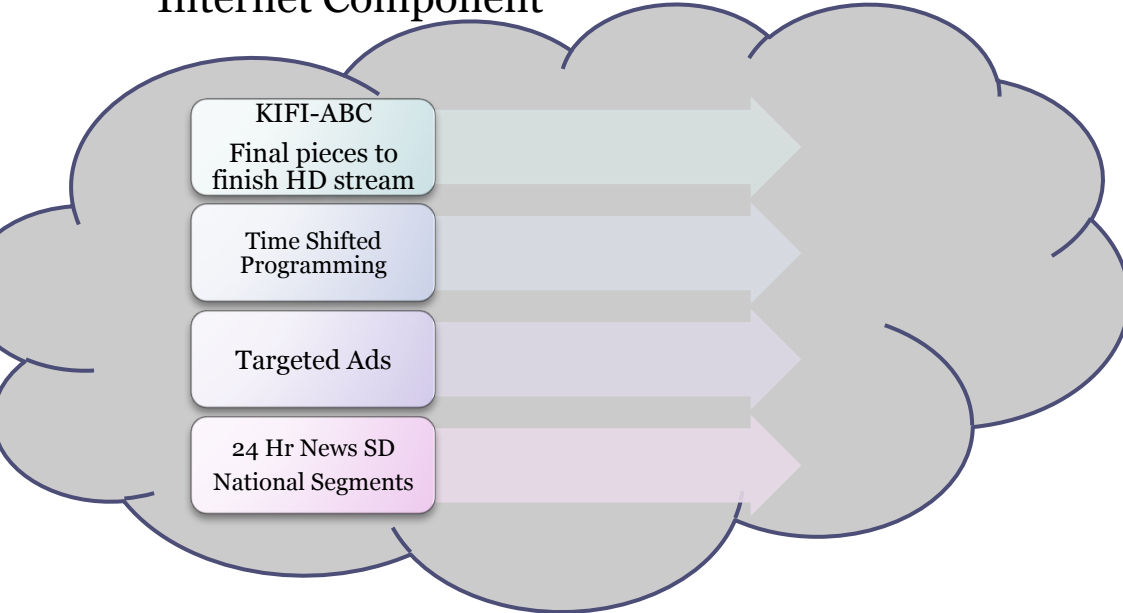 Internet Component
KIFI-ABC
Final pieces to
finish HD stream
Time Shifted
Programming
Targeted Ads
24 Hr News SD
National Segments